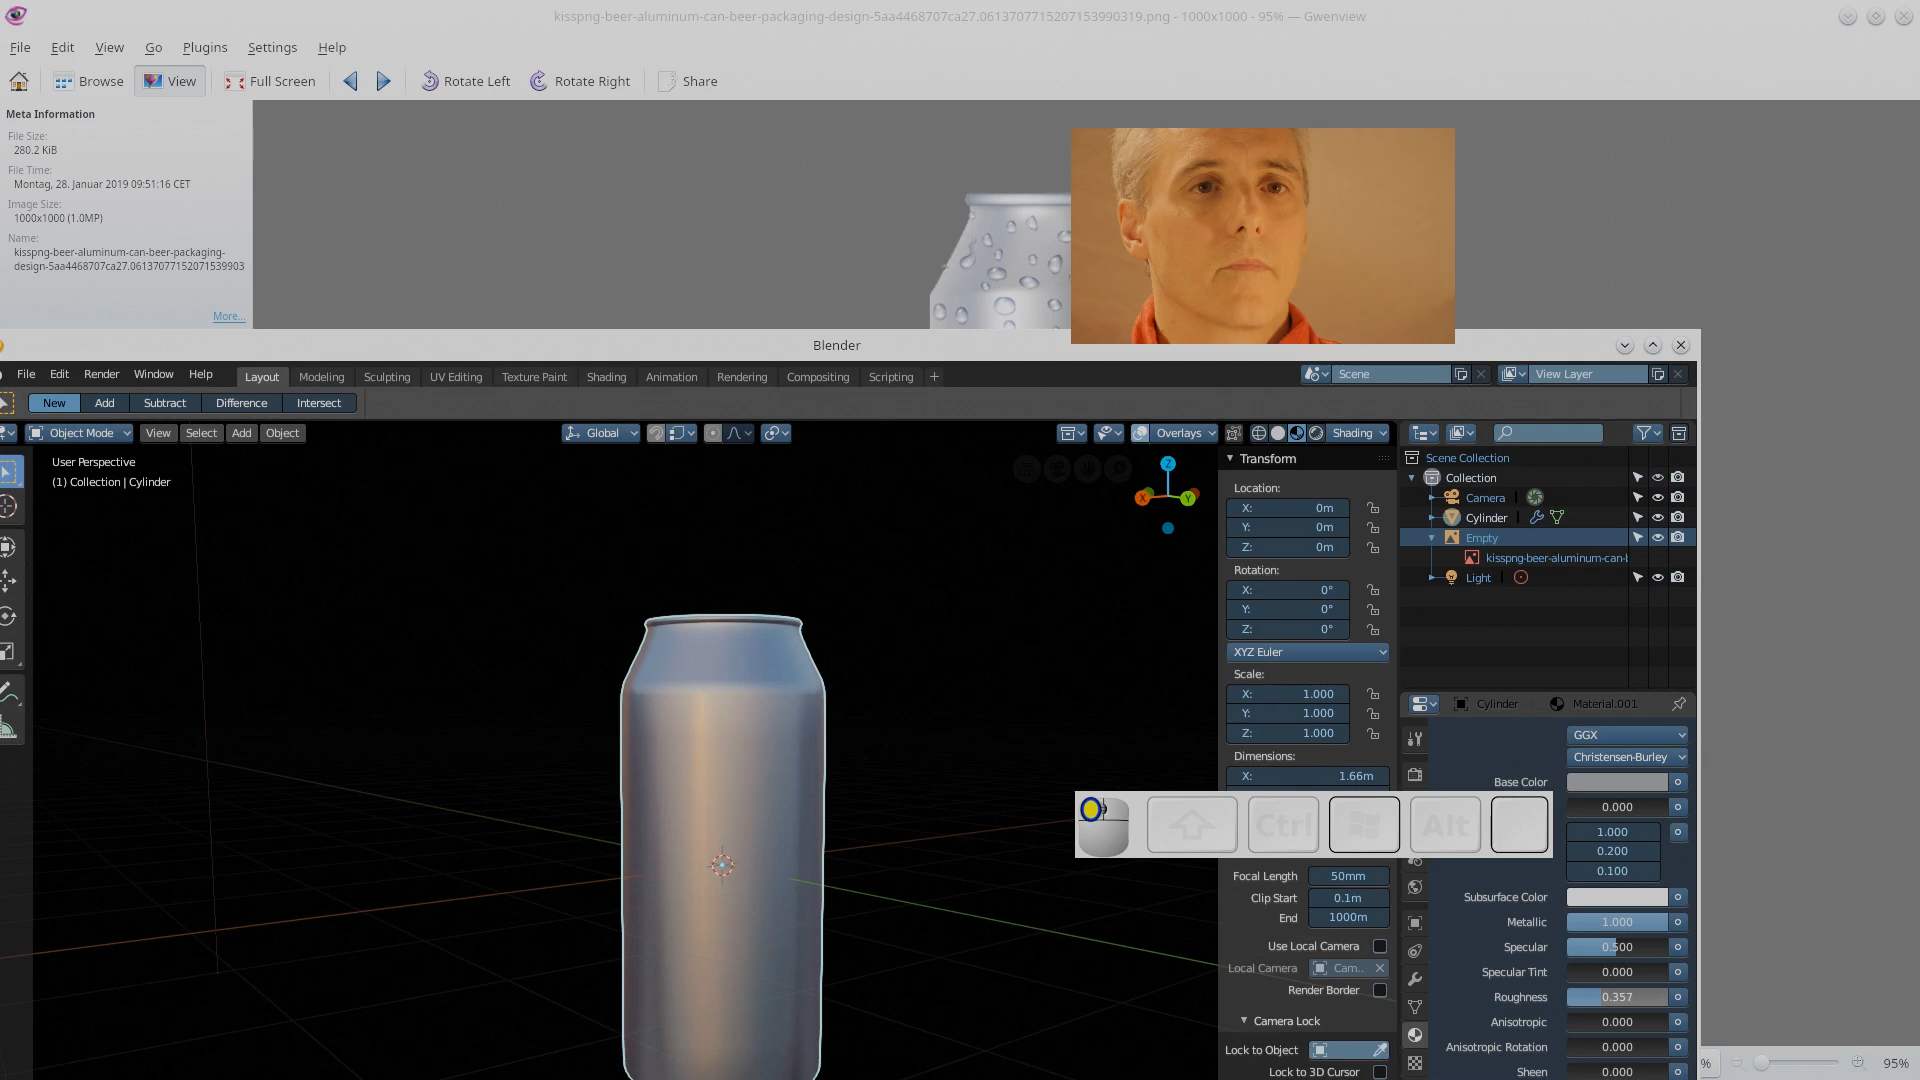 kisspng-beer-aluminum-can-beer-packaging-design-5aa4468707ca27.0613707715207153990319.png - 1000x1000 - 95% — Gwenview
File Edit View Go Plugins Settings Help
Browse View Full Screen Rotate Left Rotate Right Share
Meta Information
File Size:
280.2 KiB
File Time:
Montag, 28. Januar 2019 09:51:16 CET
Image Size:
1000x1000 (1.0MP)
Name:
kisspng-beer-aluminum-can-beer-packaging-
design-5aa4468707ca27.06137077152071539903
More...
Blender
File Edit Render Window Help Layout Modeling Sculpting UV Editing Texture Paint Shading Animation Rendering Compositing Scripting + Scene View Layer
New Add Subtract Difference Intersect
Object Mode View Select Add Object Global Overlays Shading
User Perspective
(1) Collection | Cylinder
Z
X
Y
Transform
Location:
X: 0m
Y: 0m
Z: 0m
Rotation:
X: 0°
Y: 0°
Z: 0°
XYZ Euler
Scale:
X: 1.000
Y: 1.000
Z: 1.000
Dimensions:
X: 1.66m
Ctrl Alt
Focal Length 50mm
Clip Start 0.1m
End 1000m
Use Local Camera
Local Camera Cam..
Render Border
Camera Lock
Lock to Object
Lock to 3D Cursor
Scene Collection
Collection
Camera
Cylinder
Empty
kisspng-beer-aluminum-can-b
Light
Cylinder Material.001
GGX
Christensen-Burley
Base Color
0.000
1.000
0.200
0.100
Subsurface Color
Metallic 1.000
Specular 0.500
Specular Tint 0.000
Roughness 0.357
Anisotropic 0.000
Anisotropic Rotation 0.000
Sheen 0.000
% 95%